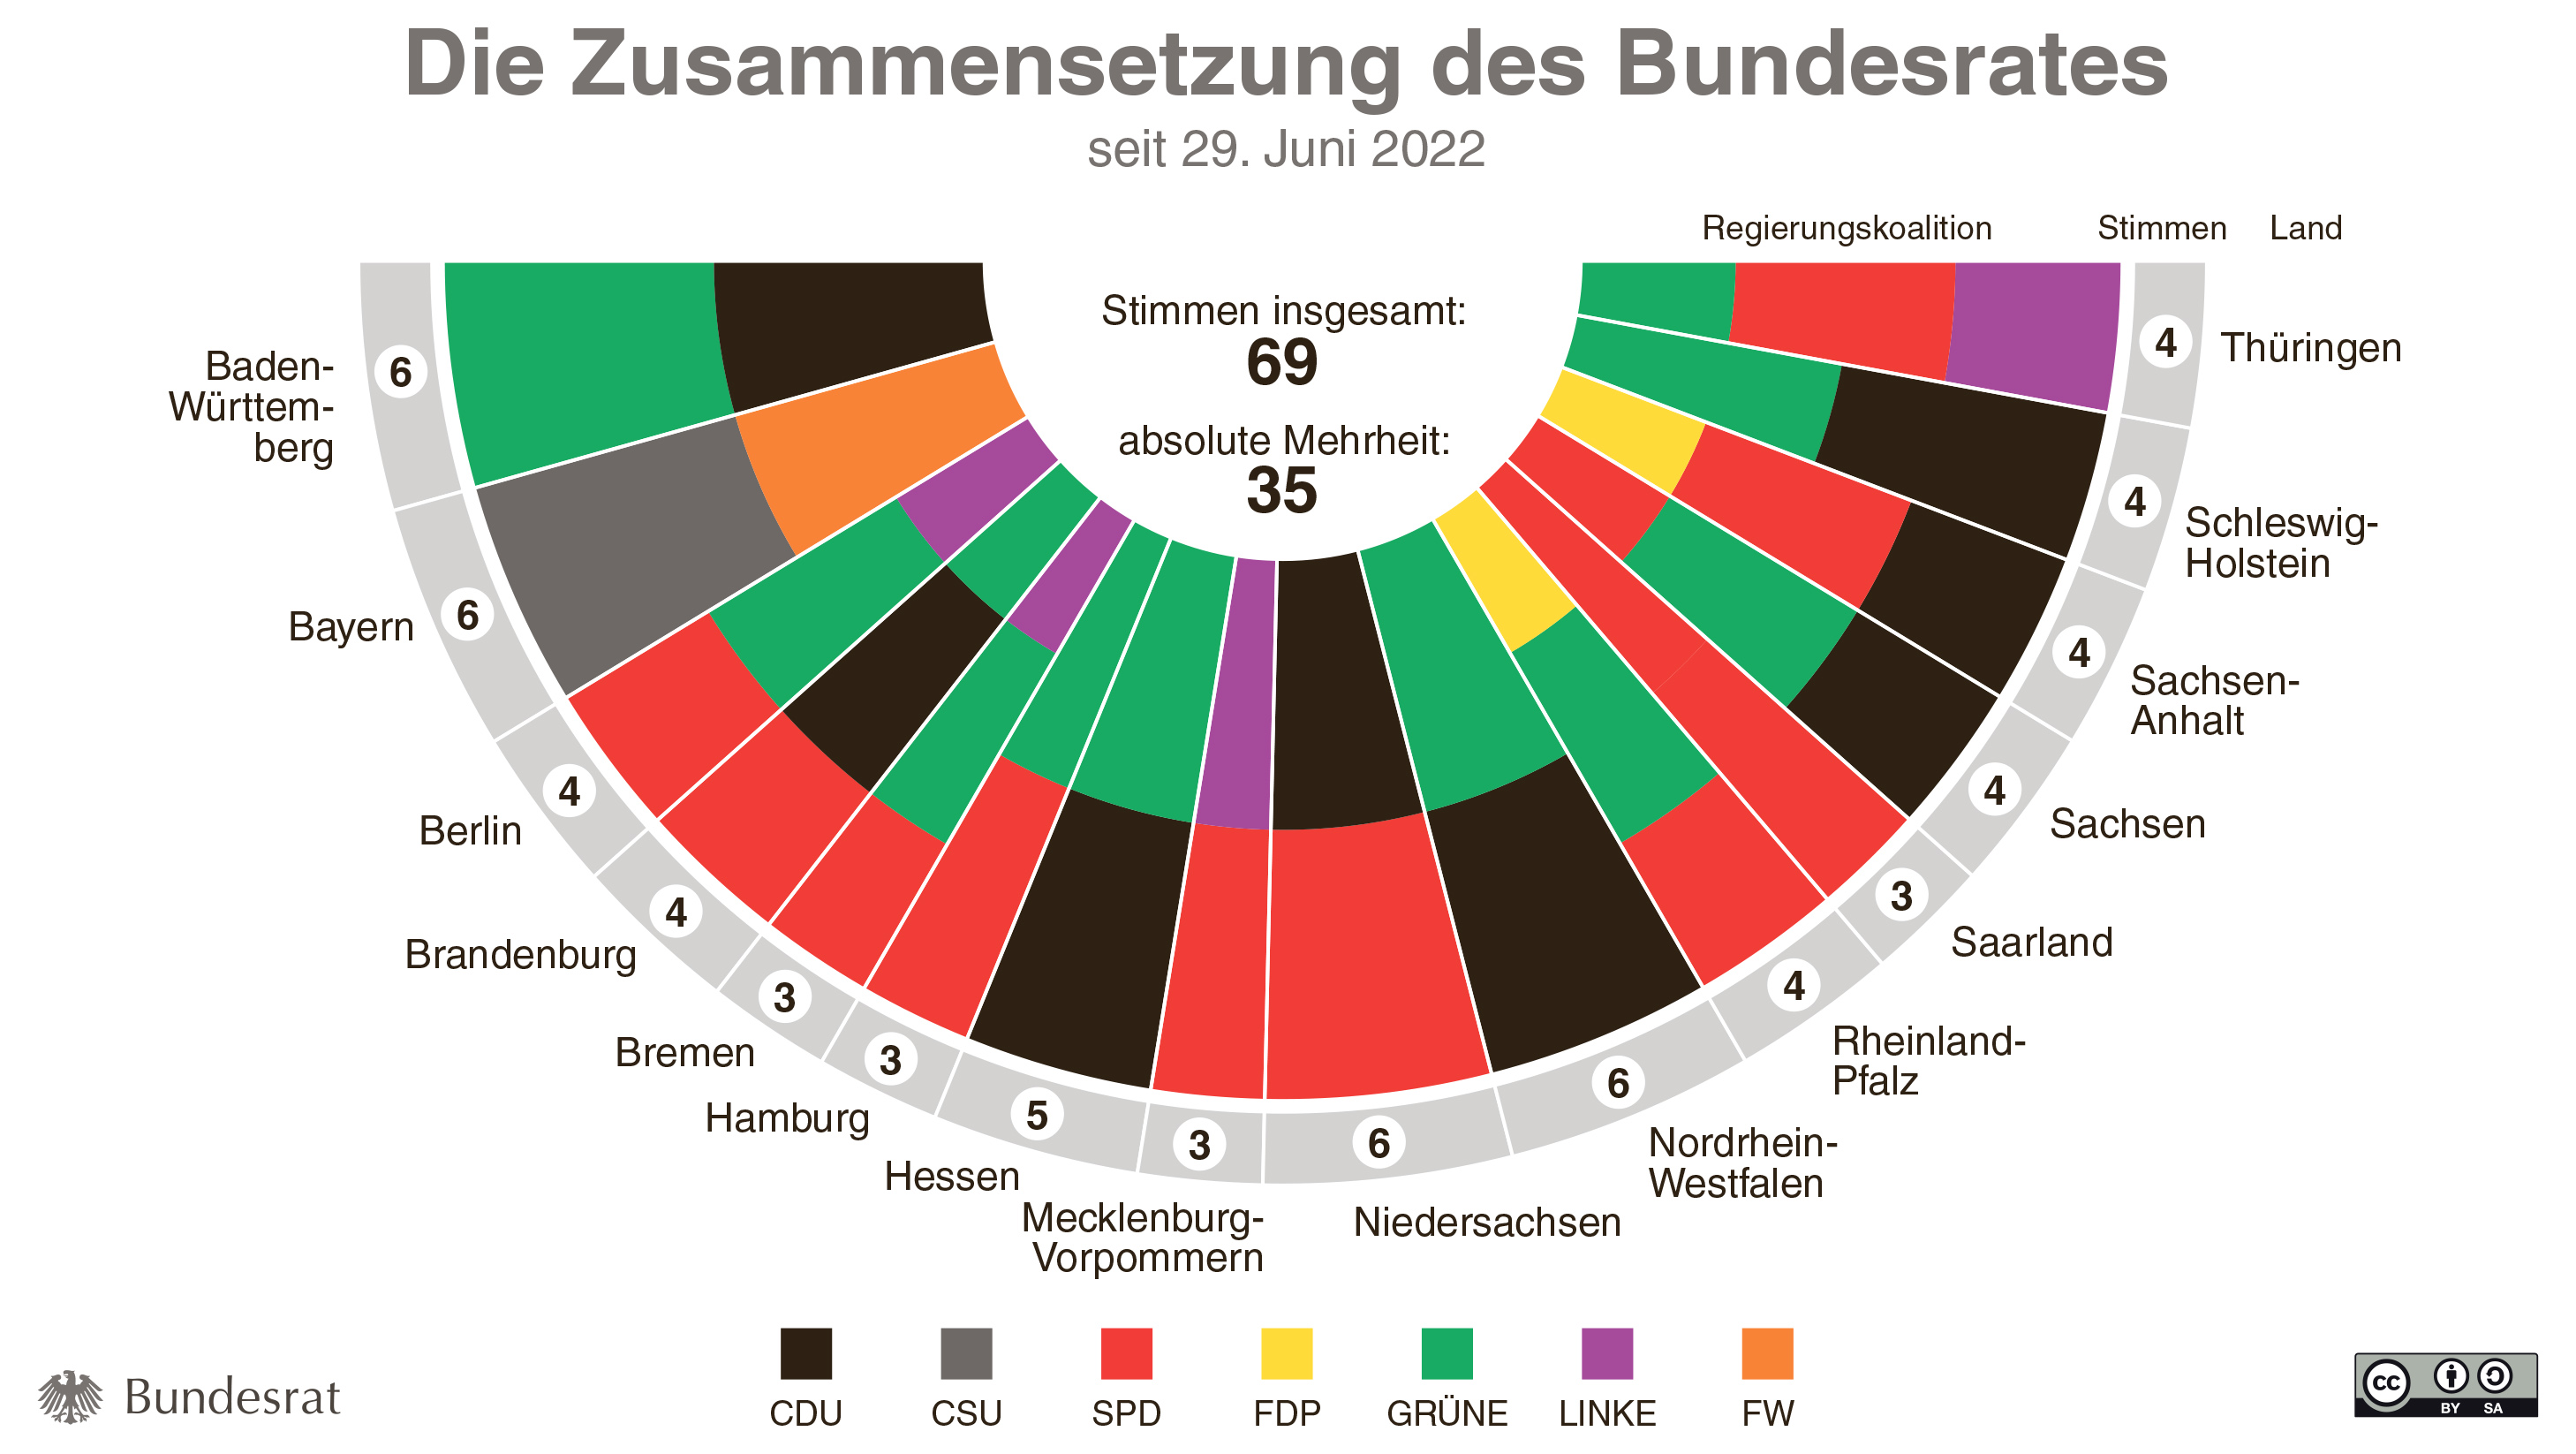 Die Zusammensetzung des Bundesrates
seit 29. Juni 2022
Regierungskoalition Stimmen Land
Stimmen insgesamt:
69
absolute Mehrheit:
35
6
Baden-
Württem-
berg
6
Bayern
4
Berlin
4
Brandenburg
3
Bremen
3
Hamburg
5
Hessen
3
Mecklenburg-
Vorpommern
6
Niedersachsen
6
Nordrhein-
Westfalen
4
Rheinland-
Pfalz
3
Saarland
4
Sachsen
4
Sachsen-
Anhalt
4
Schleswig-
Holstein
4
Thüringen
CDU CSU SPD FDP GRÜNE LINKE FW
Bundesrat
cc
BY SA